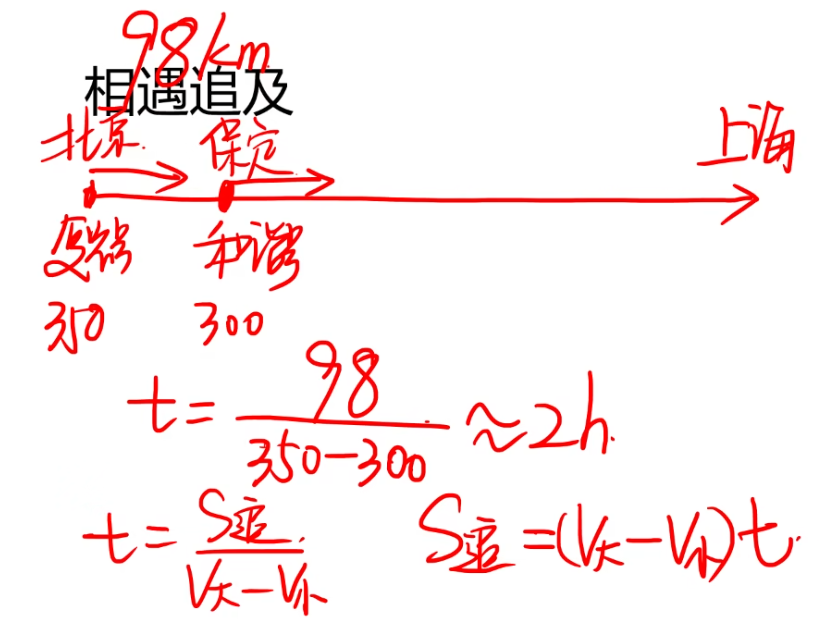 98km
相遇追及
北京 保定 上海
复兴 和谐
350 300
t = 98/(350-300) ≈ 2h
t = S追/(V大-V小) S追 = (V大-V小)t